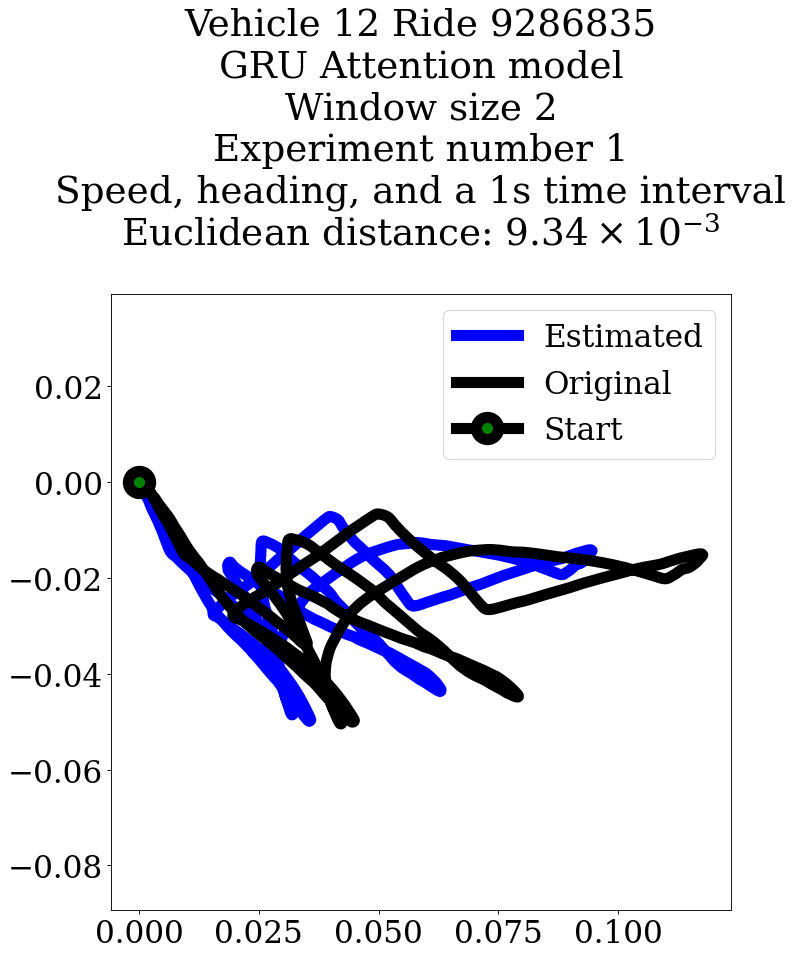 Vehicle 12 Ride 9286835
GRU Attention model
Window size 2
Experiment number 1
Speed, heading, and a 1s time interval
Euclidean distance: 9.34 × 10⁻³
Estimated
Original
Start
0.02
0.00
−0.02
−0.04
−0.06
−0.08
0.000 0.025 0.050 0.075 0.100